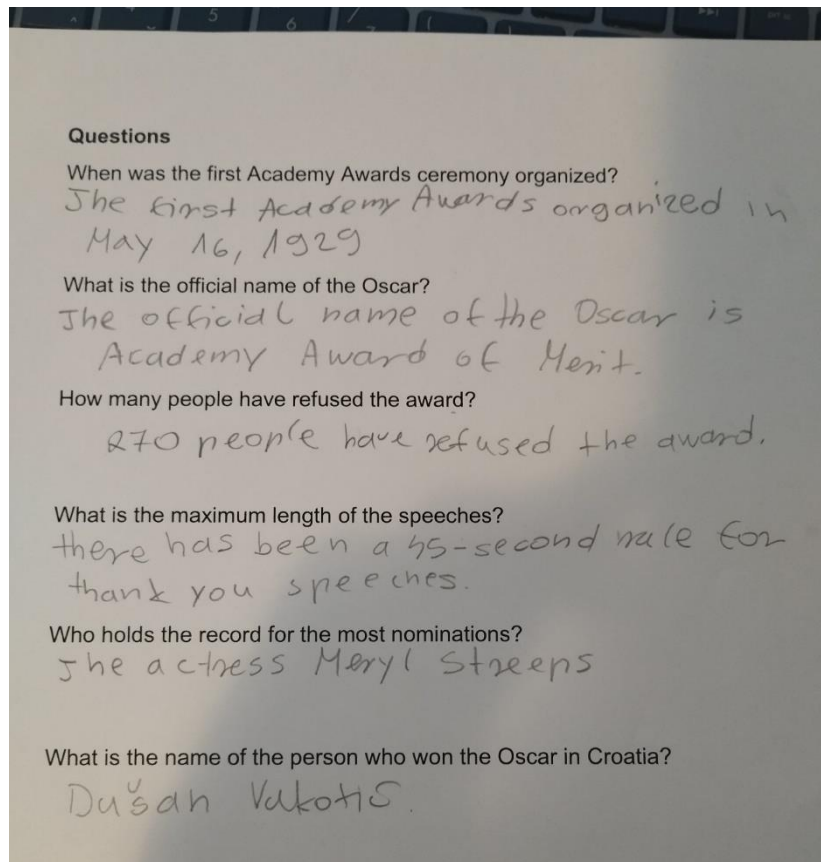 5
6
Questions
When was the first Academy Awards ceremony organized?
The first Academy Awards organized in
May 16, 1929
What is the official name of the Oscar?
The official name of the Oscar is
Academy Award of Merit.
How many people have refused the award?
270 people have refused the award.
What is the maximum length of the speeches?
there has been a 45-second rule for
thank you speeches.
Who holds the record for the most nominations?
The actress Meryl Streeps
What is the name of the person who won the Oscar in Croatia?
Dušan Vukotić.